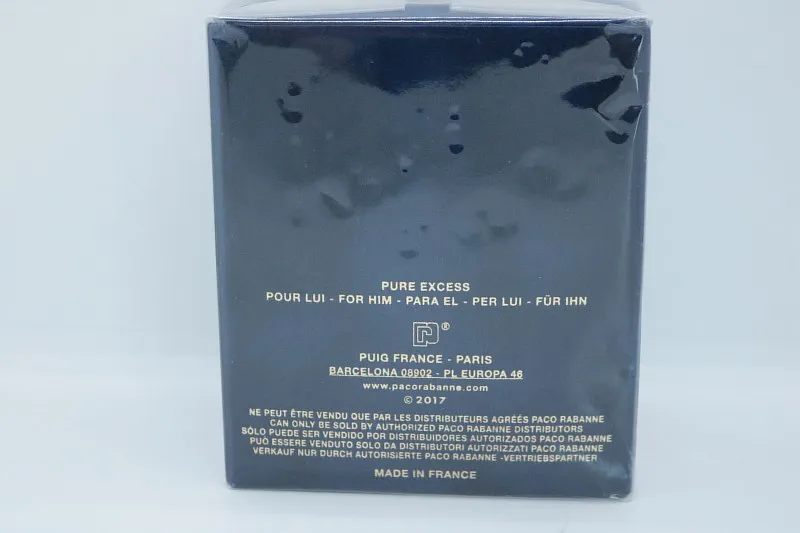 PURE EXCESS
POUR LUI - FOR HIM - PARA EL - PER LUI - FÜR IHN
®
PUIG FRANCE - PARIS
BARCELONA 08902 - PL EUROPA 46
www.pacorabanne.com
© 2017
NE PEUT ÊTRE VENDU QUE PAR LES DISTRIBUTEURS AGRÉÉS PACO RABANNE
CAN ONLY BE SOLD BY AUTHORIZED PACO RABANNE DISTRIBUTORS
SÓLO PUEDE SER VENDIDO POR DISTRIBUIDORES AUTORIZADOS PACO RABANNE
PUÒ ESSERE VENDUTO SOLO DA DISTRIBUTORI AUTORIZZATI PACO RABANNE
VERKAUF NUR DURCH AUTORISIERTE PACO RABANNE -VERTRIEBSPARTNER
MADE IN FRANCE